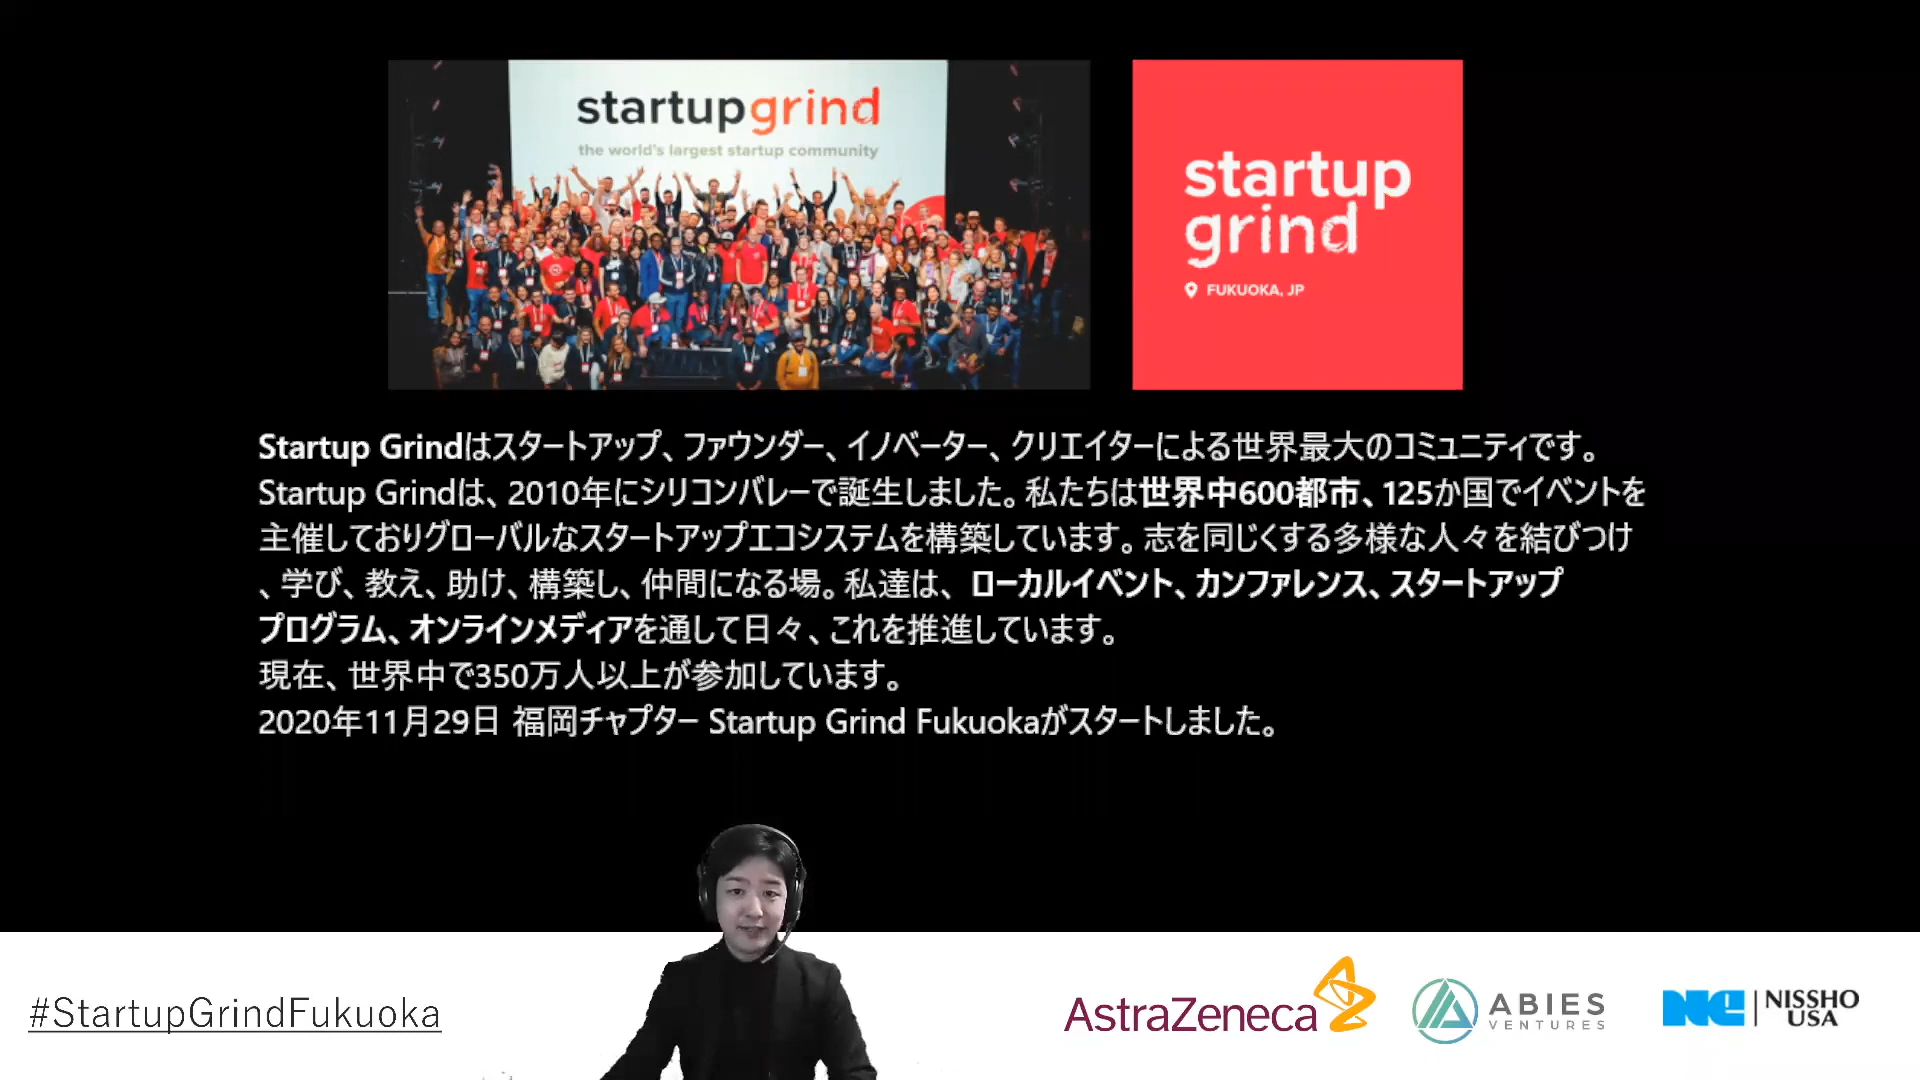 startupgrind
the world's largest startup community
startup
grind
FUKUOKA, JP
Startup Grindはスタートアップ、ファウンダー、イノベーター、クリエイターによる世界最大のコミュニティです。
Startup Grindは、2010年にシリコンバレーで誕生しました。私たちは世界中600都市、125か国でイベントを
主催しておりグローバルなスタートアップエコシステムを構築しています。志を同じくする多様な人々を結びつけ
、学び、教え、助け、構築し、仲間になる場。私達は、ローカルイベント、カンファレンス、スタートアップ
プログラム、オンラインメディアを通して日々、これを推進しています。
現在、世界中で350万人以上が参加しています。
2020年11月29日 福岡チャプター Startup Grind Fukuokaがスタートしました。
#StartupGrindFukuoka
AstraZeneca
ABIES
VENTURES
NISSHO
USA